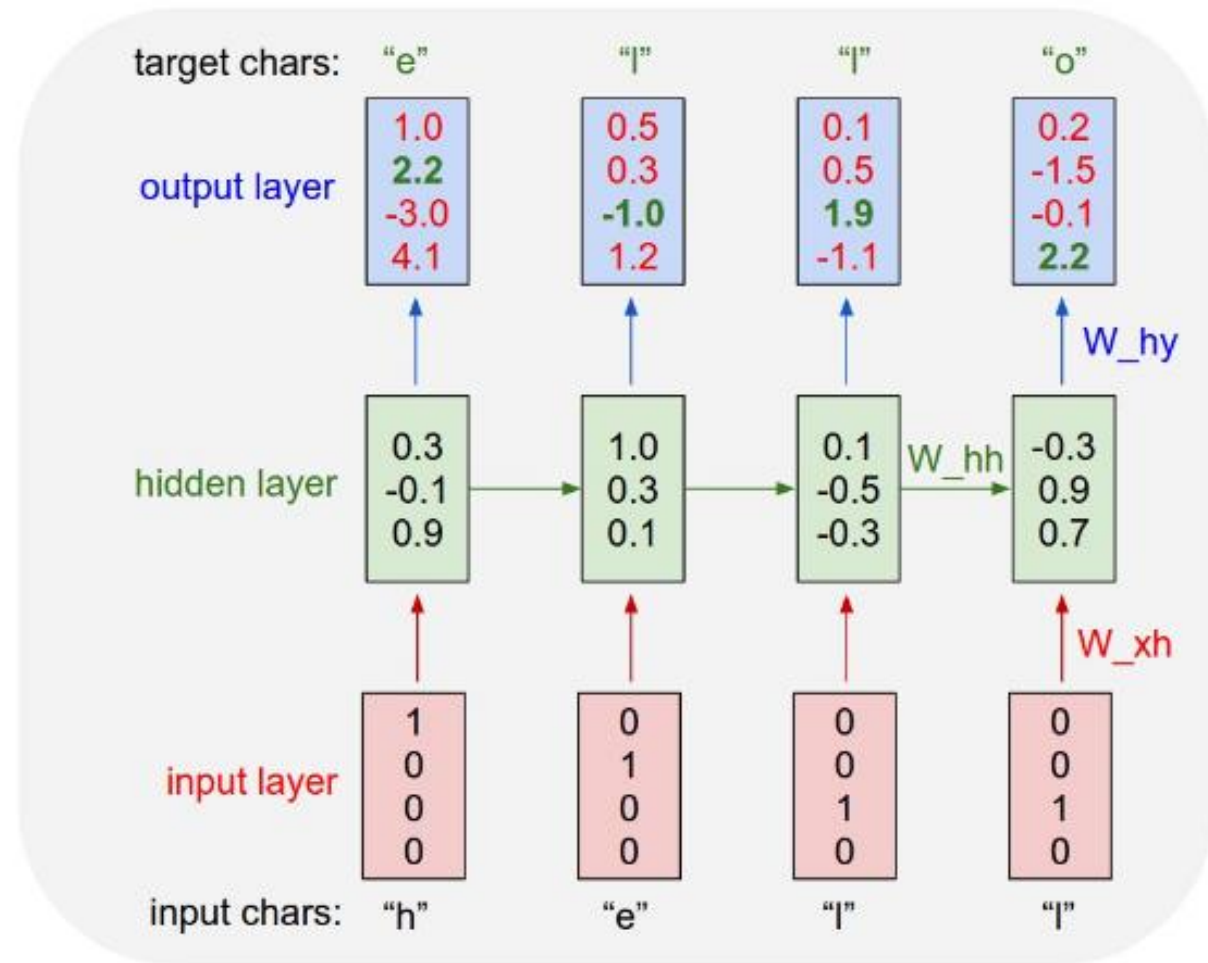 target chars: “e” “l” “l” “o”
output layer
1.0 0.5 0.1 0.2
2.2 0.3 0.5 -1.5
-3.0 -1.0 1.9 -0.1
4.1 1.2 -1.1 2.2
W_hy
hidden layer
0.3 1.0 0.1 -0.3
-0.1 0.3 -0.5 0.9
0.9 0.1 -0.3 0.7
W_hh
W_xh
input layer
1 0 0 0
0 1 0 0
0 0 1 1
0 0 0 0
input chars: “h” “e” “l” “l”